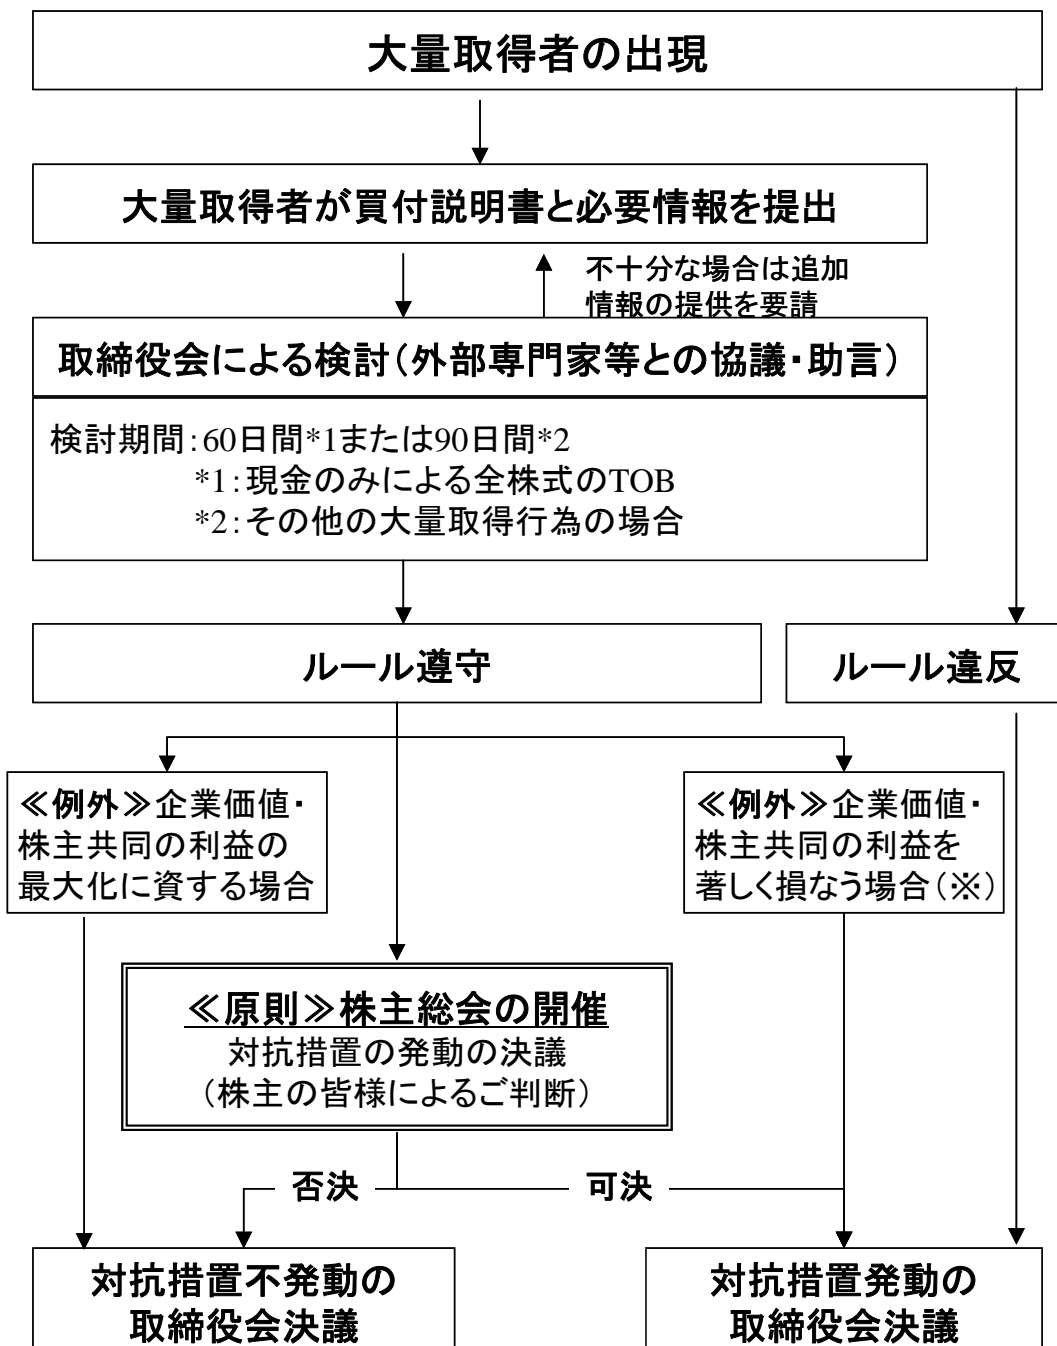 大量取得者の出現
大量取得者が買付説明書と必要情報を提出
不十分な場合は追加
情報の提供を要請
取締役会による検討(外部専門家等との協議・助言)
検討期間:60日間*1または90日間*2
*1:現金のみによる全株式のTOB
*2:その他の大量取得行為の場合
ルール遵守
ルール違反
≪例外≫企業価値・
株主共同の利益の
最大化に資する場合
≪例外≫企業価値・
株主共同の利益を
著しく損なう場合(※)
≪原則≫株主総会の開催
対抗措置の発動の決議
(株主の皆様によるご判断)
否決
可決
対抗措置不発動の
取締役会決議
対抗措置発動の
取締役会決議